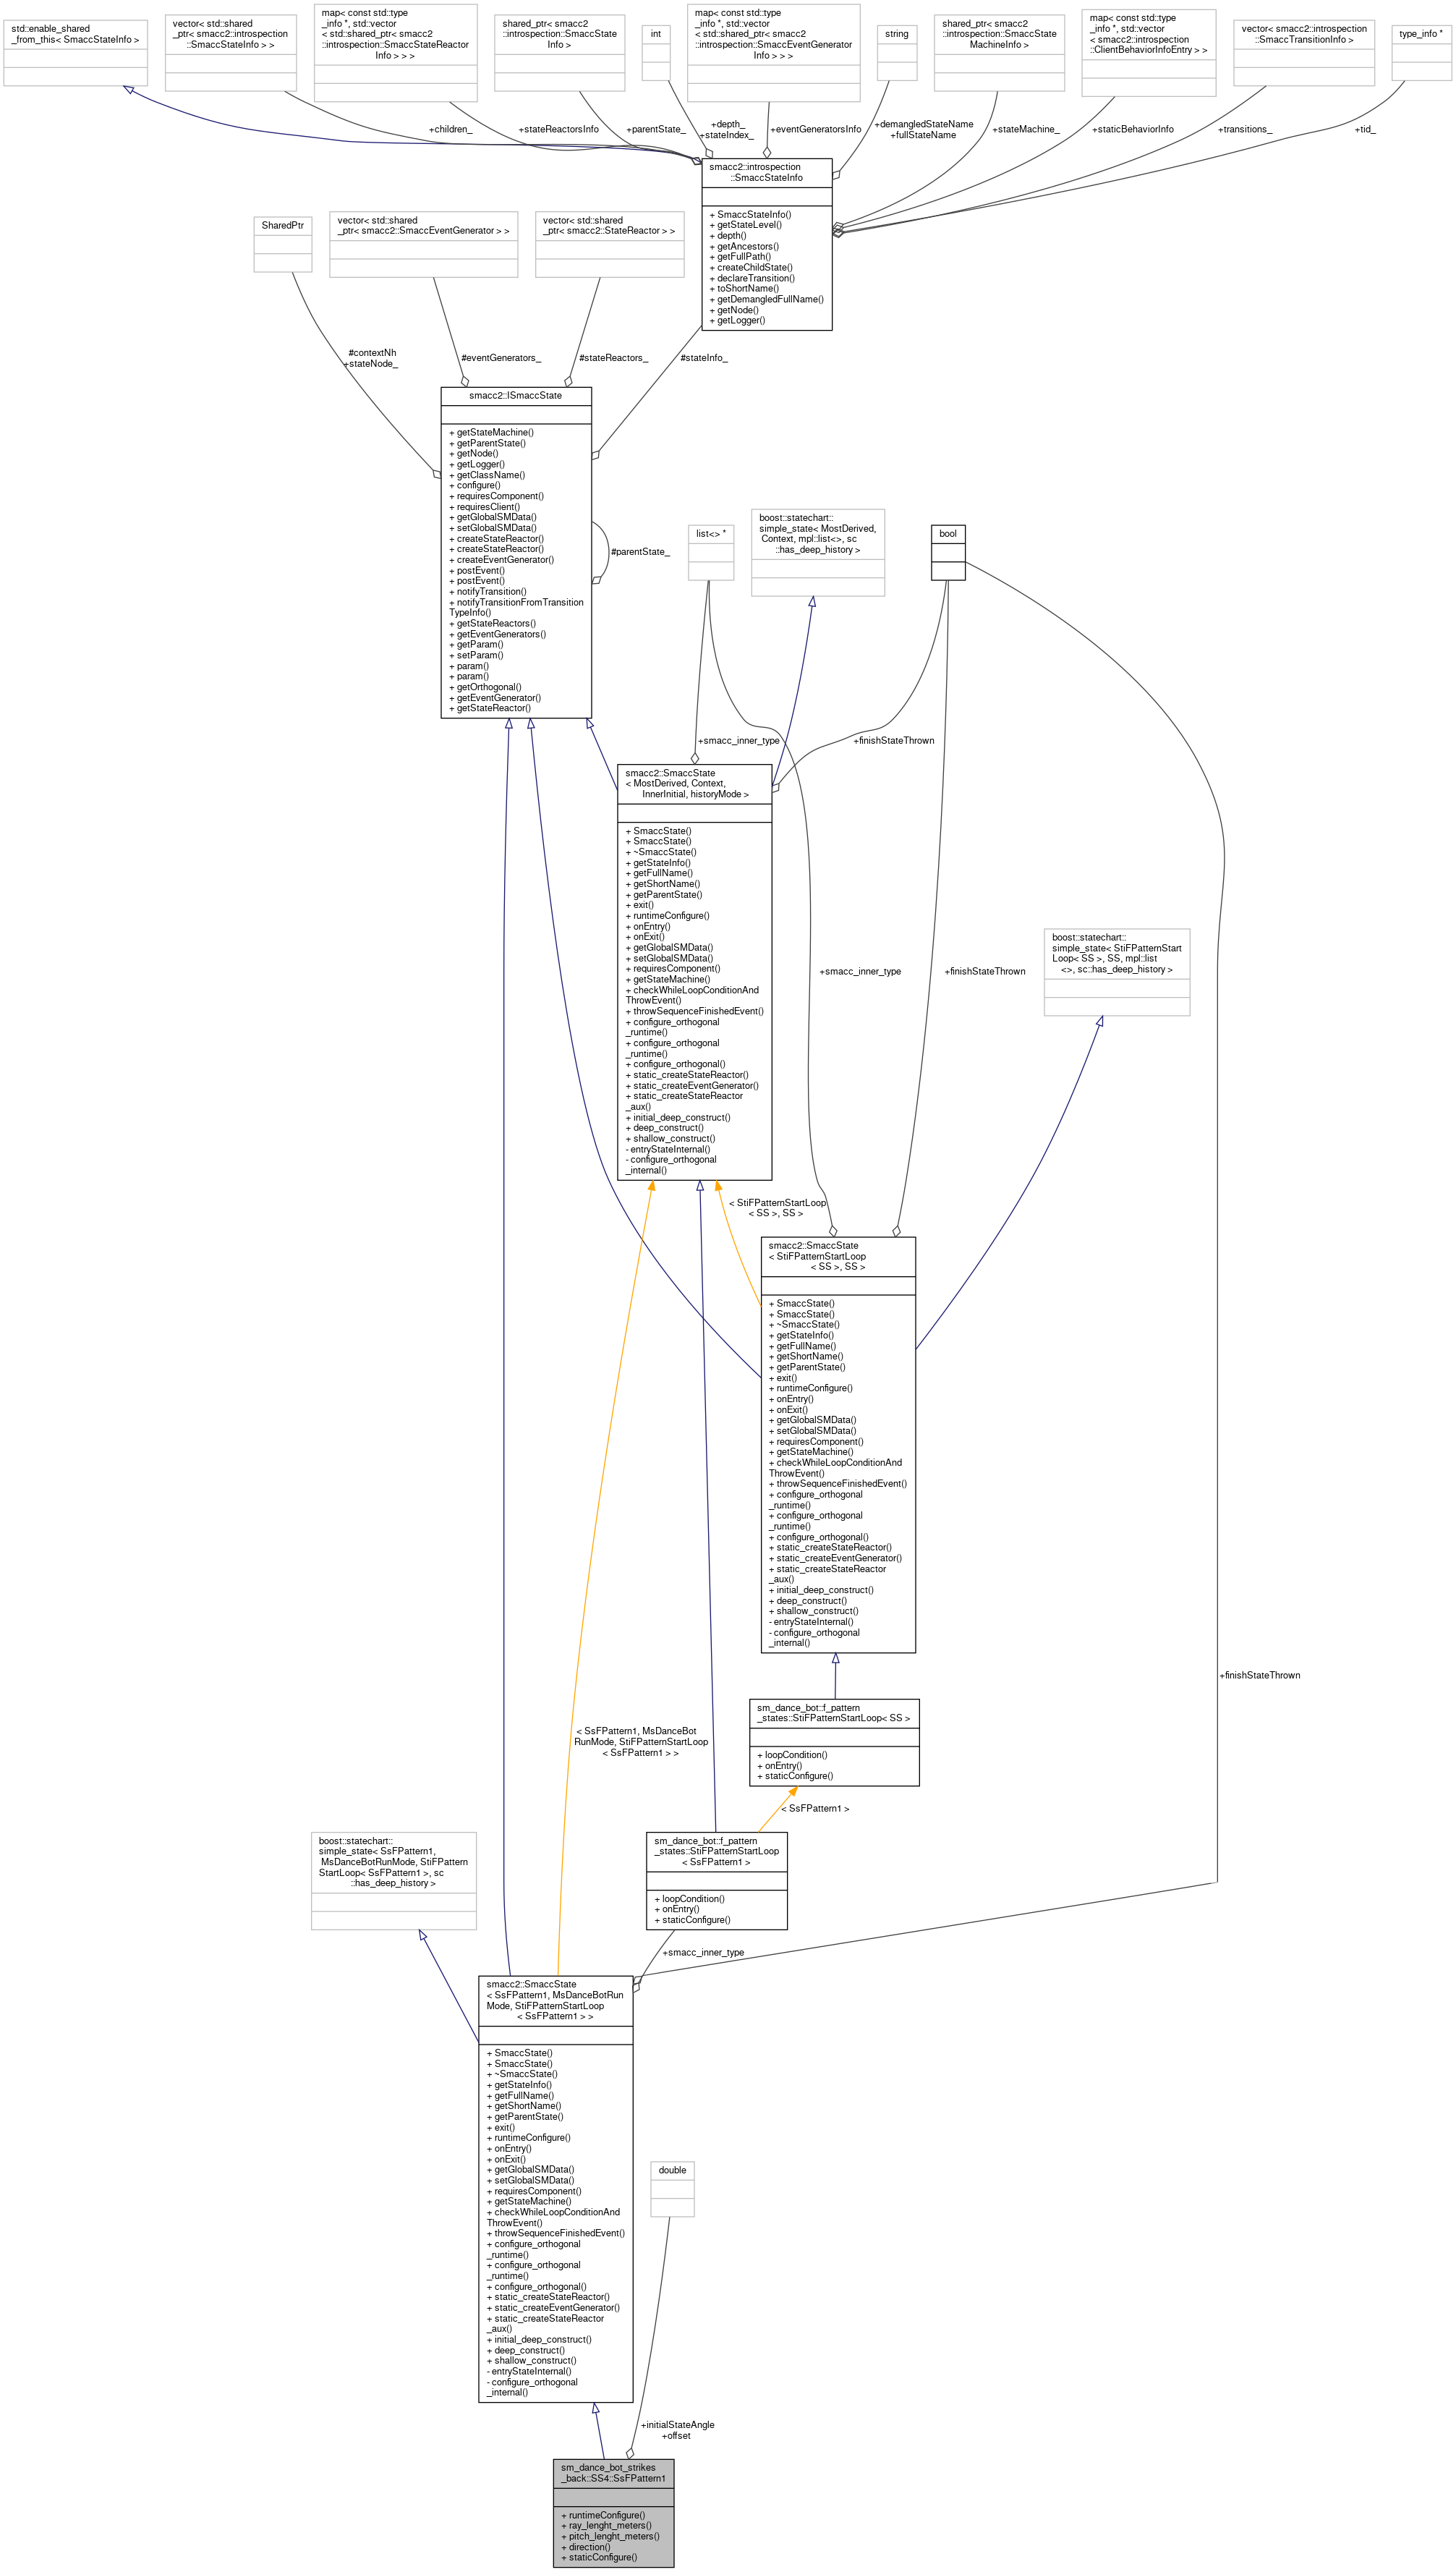 std::enable_shared
_from_this< SmaccStateInfo >
vector< std::shared
_ptr< smacc2::introspection
::SmaccStateInfo > >
map< const std::type
_info *, std::vector
< std::shared_ptr< smacc2
::introspection::SmaccStateReactor
Info > > >
shared_ptr< smacc2
::introspection::SmaccState
Info >
int
map< const std::type
_info *, std::vector
< std::shared_ptr< smacc2
::introspection::SmaccEventGenerator
Info > > >
string
shared_ptr< smacc2
::introspection::SmaccState
MachineInfo >
map< const std::type
_info *, std::vector
< smacc2::introspection
::ClientBehaviorInfoEntry > >
vector< smacc2::introspection
::SmaccTransitionInfo >
type_info *
+children_
+stateReactorsInfo
+parentState_
+depth_
+stateIndex_
+eventGeneratorsInfo
+demangledStateName
+fullStateName
+stateMachine_
+staticBehaviorInfo
+transitions_
+tid_
smacc2::introspection
::SmaccStateInfo
+ SmaccStateInfo()
+ getStateLevel()
+ depth()
+ getAncestors()
+ getFullPath()
+ createChildState()
+ declareTransition()
+ toShortName()
+ getDemangledFullName()
+ getNode()
+ getLogger()
SharedPtr
vector< std::shared
_ptr< smacc2::SmaccEventGenerator > >
vector< std::shared
_ptr< smacc2::StateReactor > >
#contextNh
+stateNode_
#eventGenerators_
#stateReactors_
#stateInfo_
smacc2::ISmaccState
+ getStateMachine()
+ getParentState()
+ getNode()
+ getLogger()
+ getClassName()
+ configure()
+ requiresComponent()
+ requiresClient()
+ getGlobalSMData()
+ setGlobalSMData()
+ createStateReactor()
+ createStateReactor()
+ createEventGenerator()
+ postEvent()
+ postEvent()
+ notifyTransition()
+ notifyTransitionFromTransition
TypeInfo()
+ getStateReactors()
+ getEventGenerators()
+ getParam()
+ setParam()
+ param()
+ param()
+ getOrthogonal()
+ getEventGenerator()
+ getStateReactor()
#parentState_
list<> *
boost::statechart::
simple_state< MostDerived,
Context, mpl::list<>, sc
::has_deep_history >
bool
+smacc_inner_type
+finishStateThrown
smacc2::SmaccState
< MostDerived, Context,
InnerInitial, historyMode >
+ SmaccState()
+ SmaccState()
+ ~SmaccState()
+ getStateInfo()
+ getFullName()
+ getShortName()
+ getParentState()
+ exit()
+ runtimeConfigure()
+ onEntry()
+ onExit()
+ getGlobalSMData()
+ setGlobalSMData()
+ requiresComponent()
+ getStateMachine()
+ checkWhileLoopConditionAnd
ThrowEvent()
+ throwSequenceFinishedEvent()
+ configure_orthogonal
_runtime()
+ configure_orthogonal
_runtime()
+ configure_orthogonal()
+ static_createStateReactor()
+ static_createEventGenerator()
+ static_createStateReactor
_aux()
+ initial_deep_construct()
+ deep_construct()
+ shallow_construct()
- entryStateInternal()
- configure_orthogonal
_internal()
+smacc_inner_type
+finishStateThrown
boost::statechart::
simple_state< StiFPatternStart
Loop< SS >, SS, mpl::list
<>, sc::has_deep_history >
< StiFPatternStartLoop
< SS >, SS >
smacc2::SmaccState
< StiFPatternStartLoop
< SS >, SS >
+ SmaccState()
+ SmaccState()
+ ~SmaccState()
+ getStateInfo()
+ getFullName()
+ getShortName()
+ getParentState()
+ exit()
+ runtimeConfigure()
+ onEntry()
+ onExit()
+ getGlobalSMData()
+ setGlobalSMData()
+ requiresComponent()
+ getStateMachine()
+ checkWhileLoopConditionAnd
ThrowEvent()
+ throwSequenceFinishedEvent()
+ configure_orthogonal
_runtime()
+ configure_orthogonal
_runtime()
+ configure_orthogonal()
+ static_createStateReactor()
+ static_createEventGenerator()
+ static_createStateReactor
_aux()
+ initial_deep_construct()
+ deep_construct()
+ shallow_construct()
- entryStateInternal()
- configure_orthogonal
_internal()
+finishStateThrown
sm_dance_bot::f_pattern
_states::StiFPatternStartLoop< SS >
+ loopCondition()
+ onEntry()
+ staticConfigure()
< SsFPattern1, MsDanceBot
RunMode, StiFPatternStartLoop
< SsFPattern1 > >
< SsFPattern1 >
boost::statechart::
simple_state< SsFPattern1,
MsDanceBotRunMode, StiFPattern
StartLoop< SsFPattern1 >, sc
::has_deep_history >
sm_dance_bot::f_pattern
_states::StiFPatternStartLoop
< SsFPattern1 >
+ loopCondition()
+ onEntry()
+ staticConfigure()
+smacc_inner_type
smacc2::SmaccState
< SsFPattern1, MsDanceBotRun
Mode, StiFPatternStartLoop
< SsFPattern1 > >
+ SmaccState()
+ SmaccState()
+ ~SmaccState()
+ getStateInfo()
+ getFullName()
+ getShortName()
+ getParentState()
+ exit()
+ runtimeConfigure()
+ onEntry()
+ onExit()
+ getGlobalSMData()
+ setGlobalSMData()
+ requiresComponent()
+ getStateMachine()
+ checkWhileLoopConditionAnd
ThrowEvent()
+ throwSequenceFinishedEvent()
+ configure_orthogonal
_runtime()
+ configure_orthogonal
_runtime()
+ configure_orthogonal()
+ static_createStateReactor()
+ static_createEventGenerator()
+ static_createStateReactor
_aux()
+ initial_deep_construct()
+ deep_construct()
+ shallow_construct()
- entryStateInternal()
- configure_orthogonal
_internal()
double
+initialStateAngle
+offset
sm_dance_bot_strikes
_back::SS4::SsFPattern1
+ runtimeConfigure()
+ ray_lenght_meters()
+ pitch_lenght_meters()
+ direction()
+ staticConfigure()